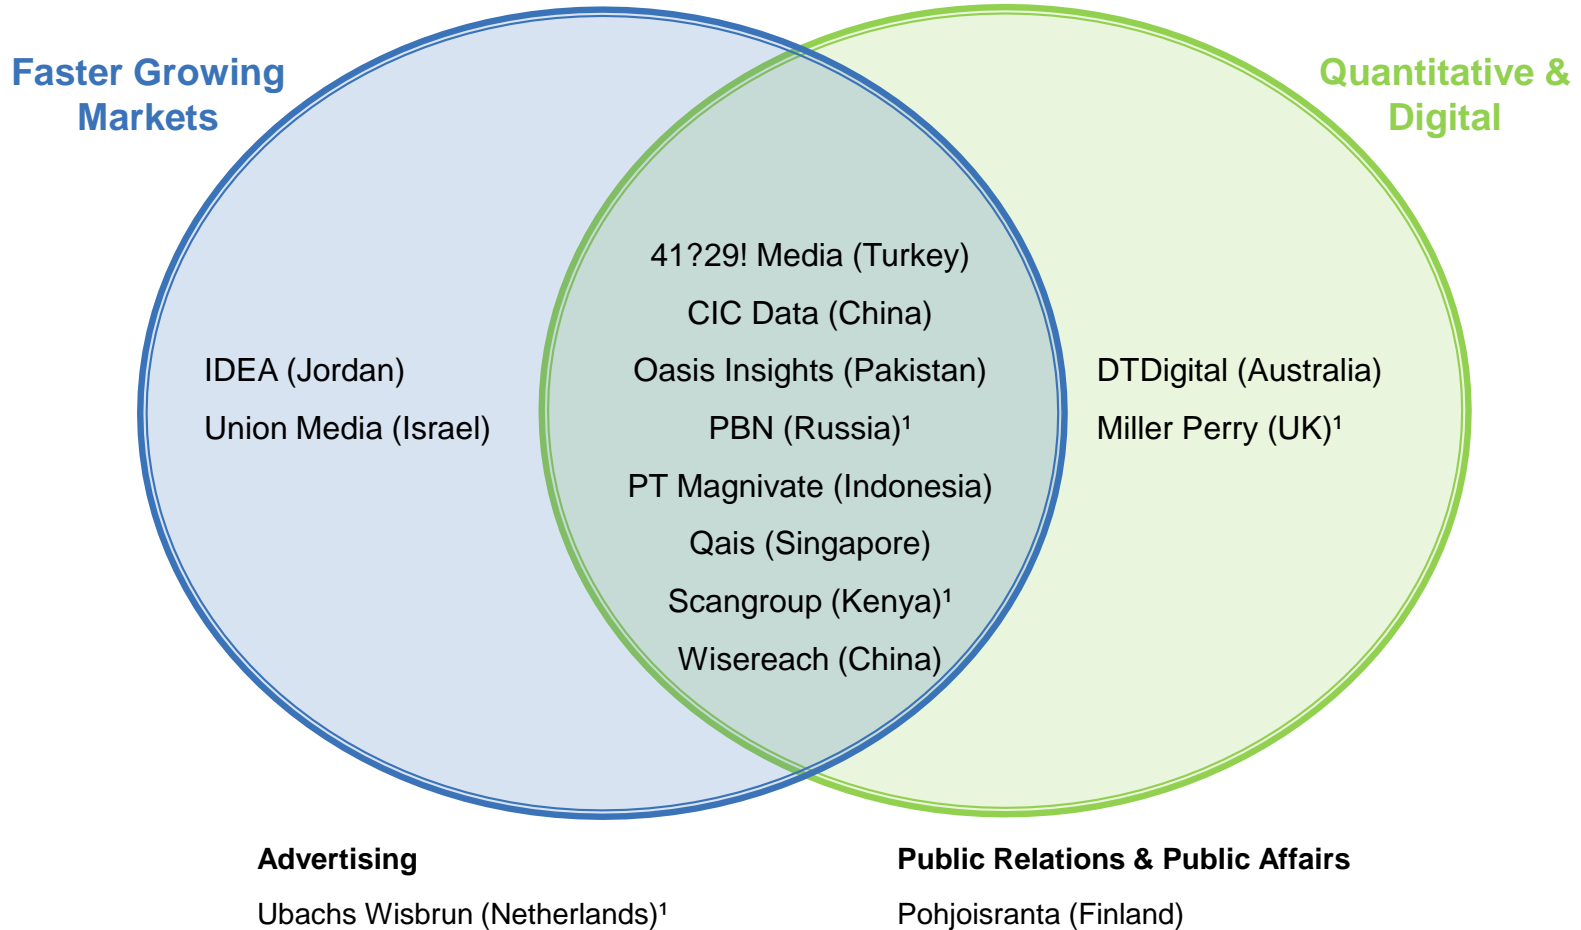 Faster Growing
Markets
Quantitative &
Digital
41?29! Media (Turkey)
CIC Data (China)
IDEA (Jordan)
Oasis Insights (Pakistan)
DTDigital (Australia)
Union Media (Israel)
PBN (Russia)¹
Miller Perry (UK)¹
PT Magnivate (Indonesia)
Qais (Singapore)
Scangroup (Kenya)¹
Wisereach (China)
Advertising
Public Relations & Public Affairs
Ubachs Wisbrun (Netherlands)¹
Pohjoisranta (Finland)